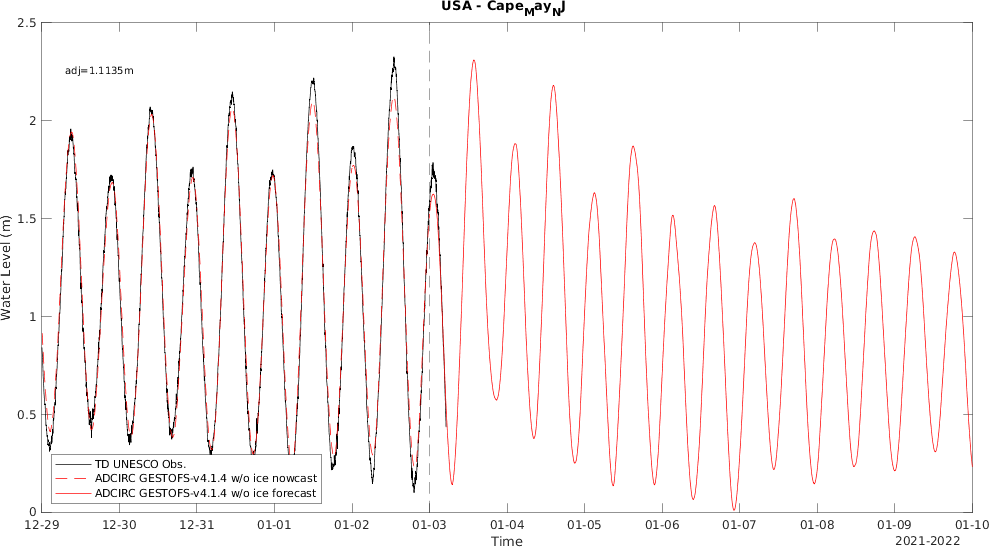 USA - CapeMayNJ
2.5
adj=1.1135m
2
1.5
Water Level (m)
1
0.5
TD UNESCO Obs.
ADCIRC GESTOFS-v4.1.4 w/o ice nowcast
ADCIRC GESTOFS-v4.1.4 w/o ice forecast
0
12-29 12-30 12-31 01-01 01-02 01-03 01-04 01-05 01-06 01-07 01-08 01-09 01-10
Time
2021-2022